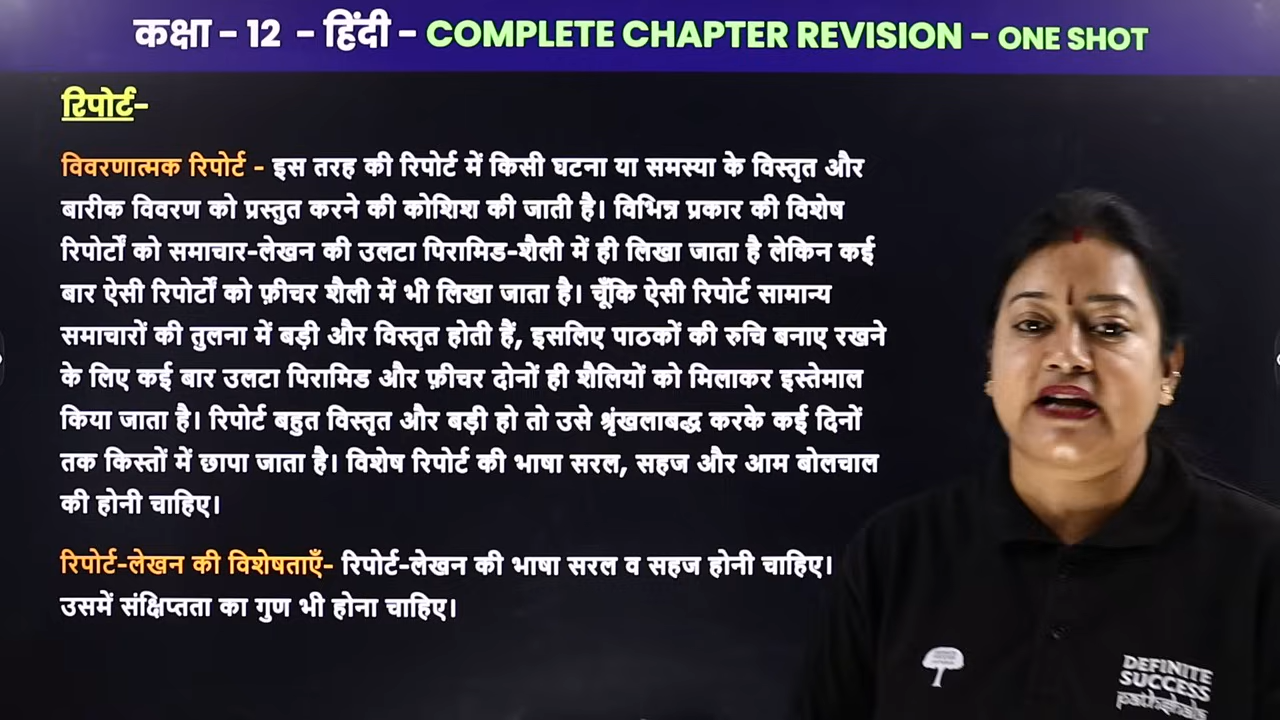 कक्षा - 12 - हिंदी - COMPLETE CHAPTER REVISION - ONE SHOT
रिपोर्ट-
विवरणात्मक रिपोर्ट - इस तरह की रिपोर्ट में किसी घटना या समस्या के विस्तृत और
बारीक विवरण को प्रस्तुत करने की कोशिश की जाती है। विभिन्न प्रकार की विशेष
रिपोर्टों को समाचार-लेखन की उलटा पिरामिड-शैली में ही लिखा जाता है लेकिन कई
बार ऐसी रिपोर्टों को फ़ीचर शैली में भी लिखा जाता है। चूँकि ऐसी रिपोर्ट सामान्य
समाचारों की तुलना में बड़ी और विस्तृत होती हैं, इसलिए पाठकों की रुचि बनाए रखने
के लिए कई बार उलटा पिरामिड और फ़ीचर दोनों ही शैलियों को मिलाकर इस्तेमाल
किया जाता है। रिपोर्ट बहुत विस्तृत और बड़ी हो तो उसे श्रृंखलाबद्ध करके कई दिनों
तक किस्तों में छापा जाता है। विशेष रिपोर्ट की भाषा सरल, सहज और आम बोलचाल
की होनी चाहिए।
रिपोर्ट-लेखन की विशेषताएँ- रिपोर्ट-लेखन की भाषा सरल व सहज होनी चाहिए।
उसमें संक्षिप्तता का गुण भी होना चाहिए।
DEFINITE
SUCCESS
pathshala